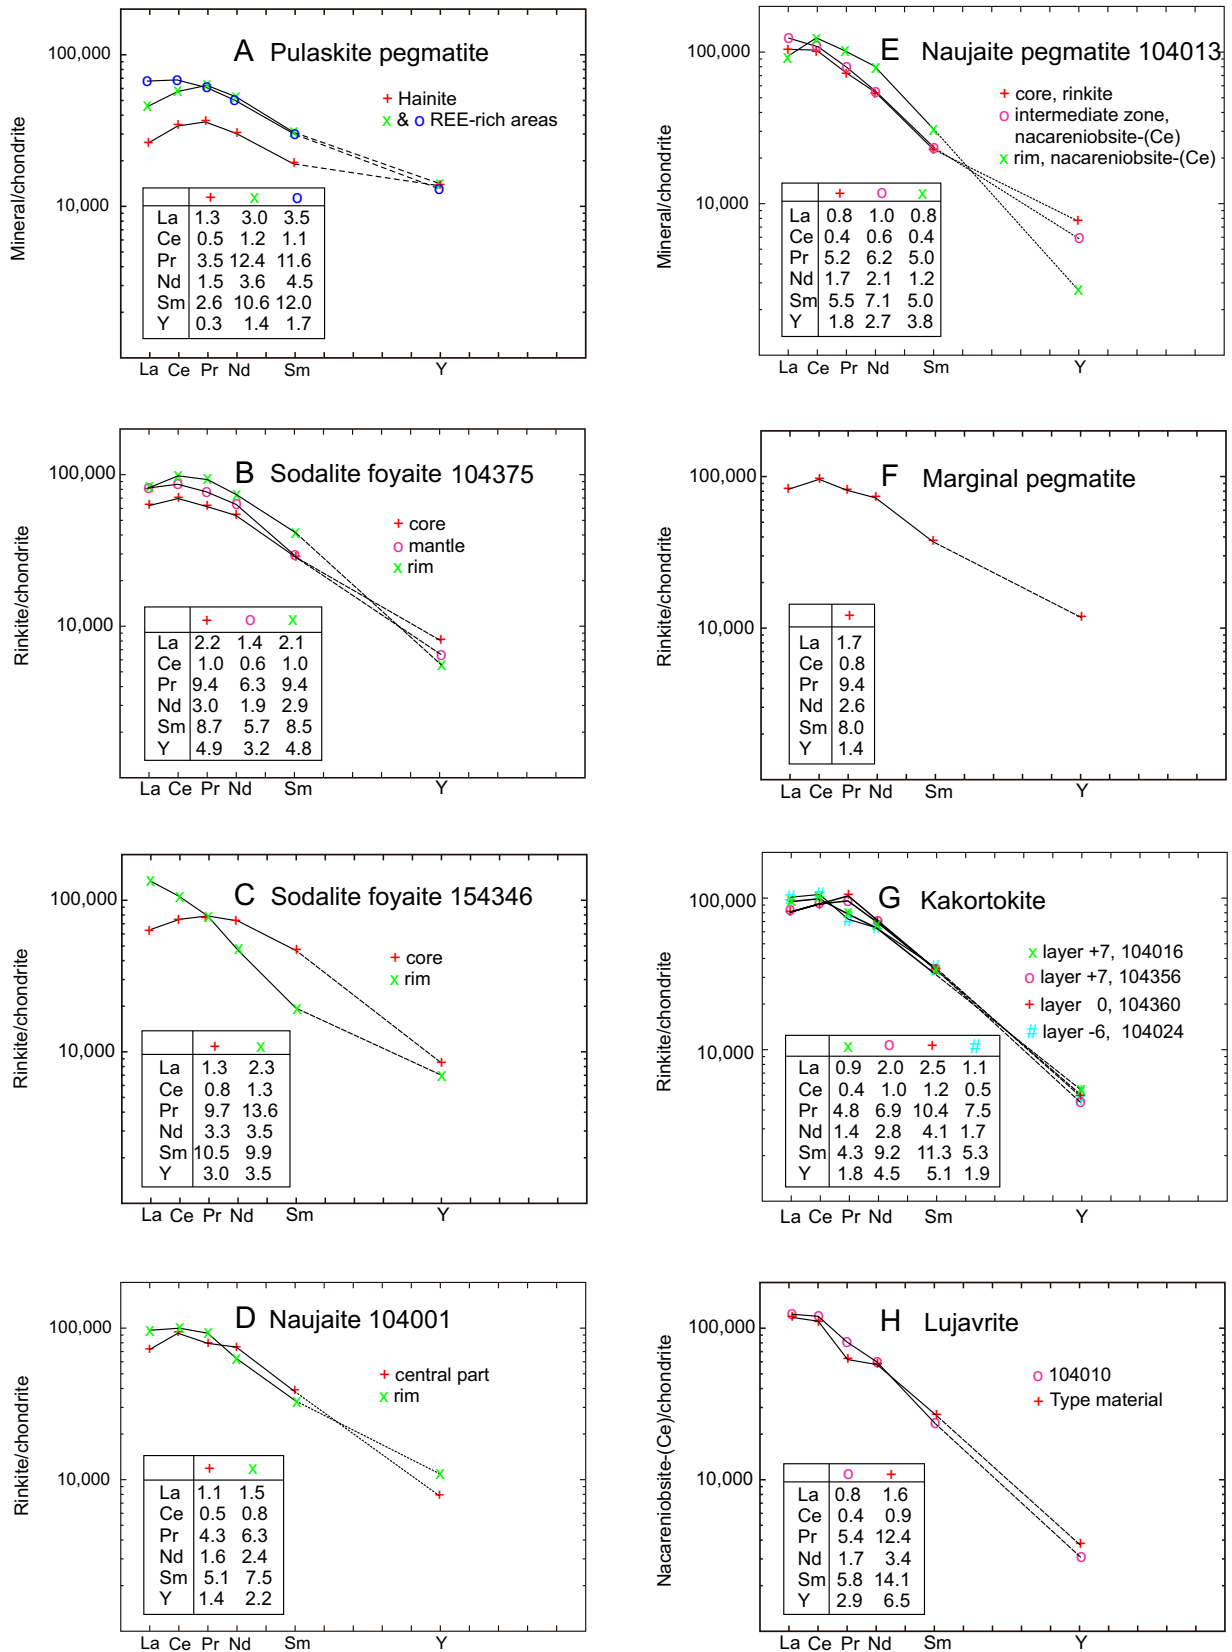 A Pulaskite pegmatite
Mineral/chondrite
100,000
10,000
+ Hainite
x & o REE-rich areas
+ x o
La 1.3 3.0 3.5
Ce 0.5 1.2 1.1
Pr 3.5 12.4 11.6
Nd 1.5 3.6 4.5
Sm 2.6 10.6 12.0
Y 0.3 1.4 1.7
La Ce Pr Nd Sm Y
B Sodalite foyaite 104375
Rinkite/chondrite
100,000
10,000
+ core
o mantle
x rim
+ o x
La 2.2 1.4 2.1
Ce 1.0 0.6 1.0
Pr 9.4 6.3 9.4
Nd 3.0 1.9 2.9
Sm 8.7 5.7 8.5
Y 4.9 3.2 4.8
La Ce Pr Nd Sm Y
C Sodalite foyaite 154346
Rinkite/chondrite
100,000
10,000
+ core
x rim
+ x
La 1.3 2.3
Ce 0.8 1.3
Pr 9.7 13.6
Nd 3.3 3.5
Sm 10.5 9.9
Y 3.0 3.5
La Ce Pr Nd Sm Y
D Naujaite 104001
Rinkite/chondrite
100,000
10,000
+ central part
x rim
+ x
La 1.1 1.5
Ce 0.5 0.8
Pr 4.3 6.3
Nd 1.6 2.4
Sm 5.1 7.5
Y 1.4 2.2
La Ce Pr Nd Sm Y
E Naujaite pegmatite 104013
Mineral/chondrite
100,000
10,000
+ core, rinkite
o intermediate zone,
nacareniobsite-(Ce)
x rim, nacareniobsite-(Ce)
+ o x
La 0.8 1.0 0.8
Ce 0.4 0.6 0.4
Pr 5.2 6.2 5.0
Nd 1.7 2.1 1.2
Sm 5.5 7.1 5.0
Y 1.8 2.7 3.8
La Ce Pr Nd Sm Y
F Marginal pegmatite
Rinkite/chondrite
100,000
10,000
+
La 1.7
Ce 0.8
Pr 9.4
Nd 2.6
Sm 8.0
Y 1.4
La Ce Pr Nd Sm Y
G Kakortokite
Rinkite/chondrite
100,000
10,000
x layer +7, 104016
o layer +7, 104356
+ layer 0, 104360
# layer -6, 104024
x o + #
La 0.9 2.0 2.5 1.1
Ce 0.4 1.0 1.2 0.5
Pr 4.8 6.9 10.4 7.5
Nd 1.4 2.8 4.1 1.7
Sm 4.3 9.2 11.3 5.3
Y 1.8 4.5 5.1 1.9
La Ce Pr Nd Sm Y
H Lujavrite
Nacareniobsite-(Ce)/chondrite
100,000
10,000
o 104010
+ Type material
o +
La 0.8 1.6
Ce 0.4 0.9
Pr 5.4 12.4
Nd 1.7 3.4
Sm 5.8 14.1
Y 2.9 6.5
La Ce Pr Nd Sm Y